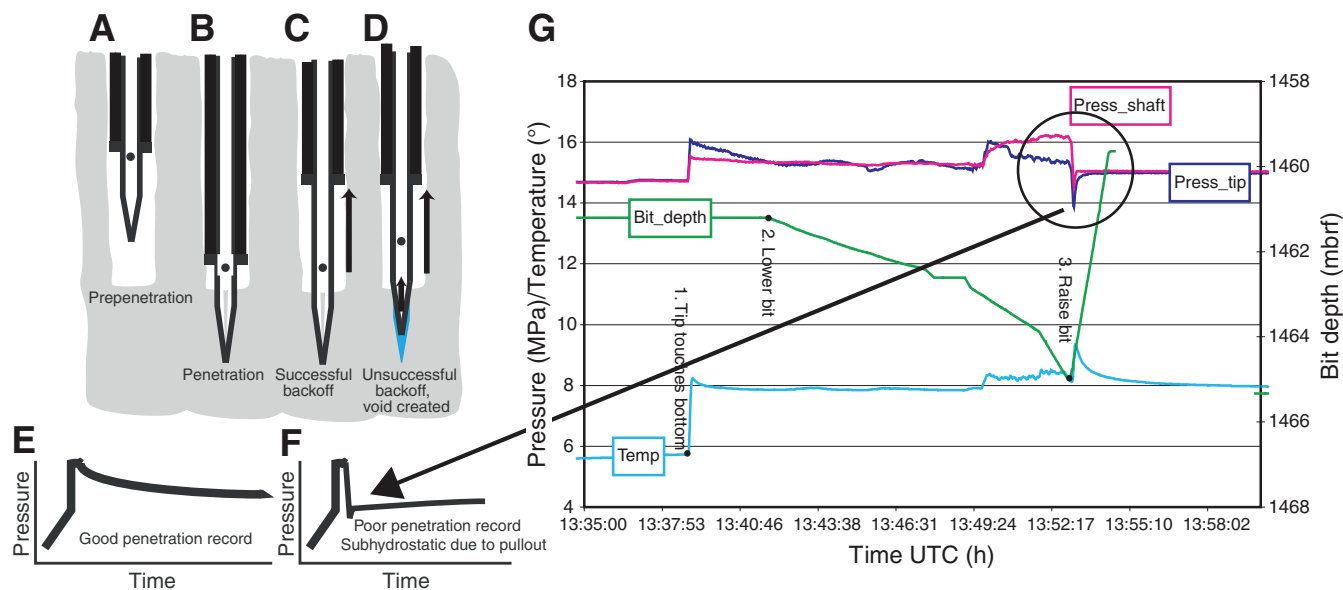 A
B
C
D
Prepenetration
Penetration
Successful
backoff
Unsuccessful
backoff,
void created
E
Pressure
Good penetration record
Time
F
Pressure
Poor penetration record
Subhydrostatic due to pullout
Time
G
Pressure (MPa)/Temperature (°)
18
16
14
12
10
8
6
4
Press_shaft
Press_tip
Bit_depth
Temp
1. Tip touches bottom
2. Lower bit
3. Raise bit
1458
1460
1462
1464
1466
1468
Bit depth (mbrf)
13:35:00 13:37:53 13:40:46 13:43:38 13:46:31 13:49:24 13:52:17 13:55:10 13:58:02
Time UTC (h)